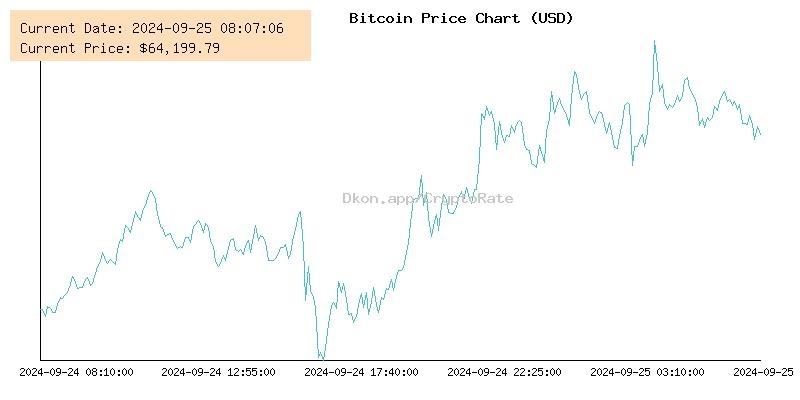 Bitcoin Price Chart (USD)
Current Date: 2024-09-25 08:07:06
Current Price: $64,199.79
Dkon.app/CryptoRate
2024-09-24 08:10:00 2024-09-24 12:55:00 2024-09-24 17:40:00 2024-09-24 22:25:00 2024-09-25 03:10:00 2024-09-25